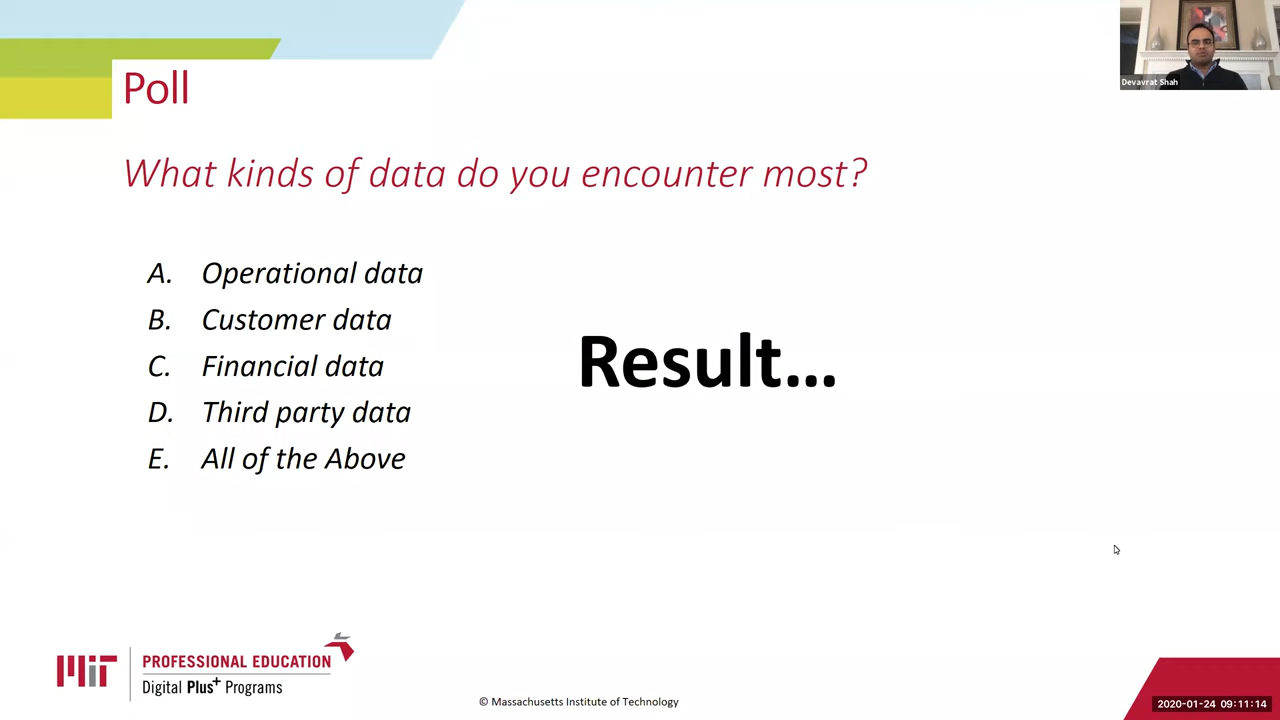 Devavrat Shah
Poll
What kinds of data do you encounter most?
A. Operational data
B. Customer data
C. Financial data
D. Third party data
E. All of the Above
Result...
MIT PROFESSIONAL EDUCATION
Digital Plus+ Programs
© Massachusetts Institute of Technology
2020-01-24 09:11:14